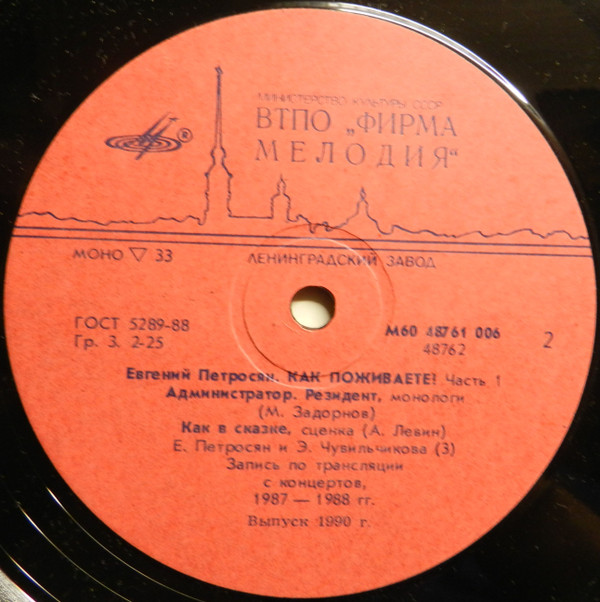 МИНИСТЕРСТВО КУЛЬТУРЫ СССР
ВТПО „ФИРМА
МЕЛОДИЯ“
®
МОНО ▽ 33 ЛЕНИНГРАДСКИЙ ЗАВОД
ГОСТ 5289-88 М60 48761 006
Гр. 3. 2-25 48762 2
Евгений Петросян. КАК ПОЖИВАЕТЕ? Часть 1
Администратор. Резидент, монологи
(М. Задорнов)
Как в сказке, сценка (А. Левин)
Е. Петросян и Э. Чувильчикова (3)
Запись по трансляции
с концертов,
1987 — 1988 гг.
Выпуск 1990 г.